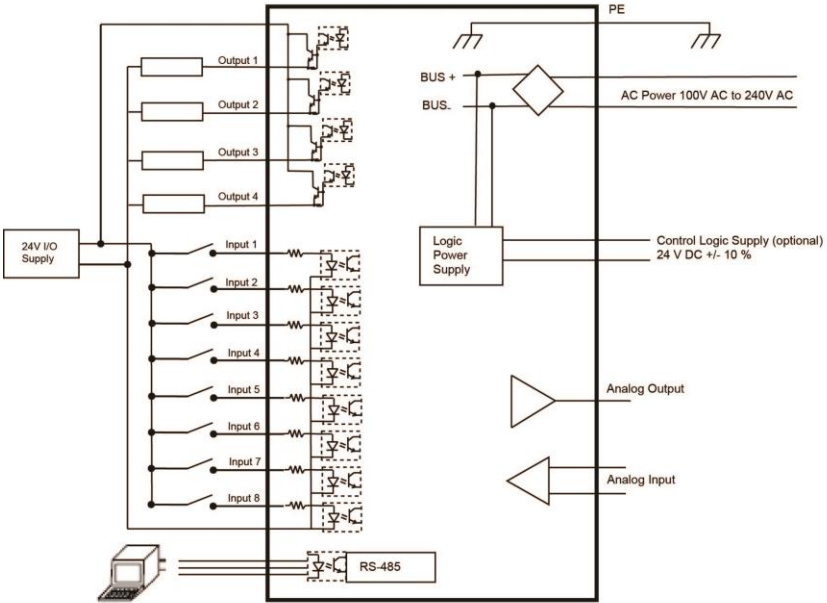 PE
Output 1
BUS +
AC Power 100V AC to 240V AC
BUS-
Output 2
Output 3
Output 4
24V I/O
Supply
Input 1
Logic
Power
Supply
Control Logic Supply (optional)
24 V DC +/- 10 %
Input 2
Input 3
Input 4
Input 5
Analog Output
Input 6
Input 7
Analog Input
Input 8
RS-485